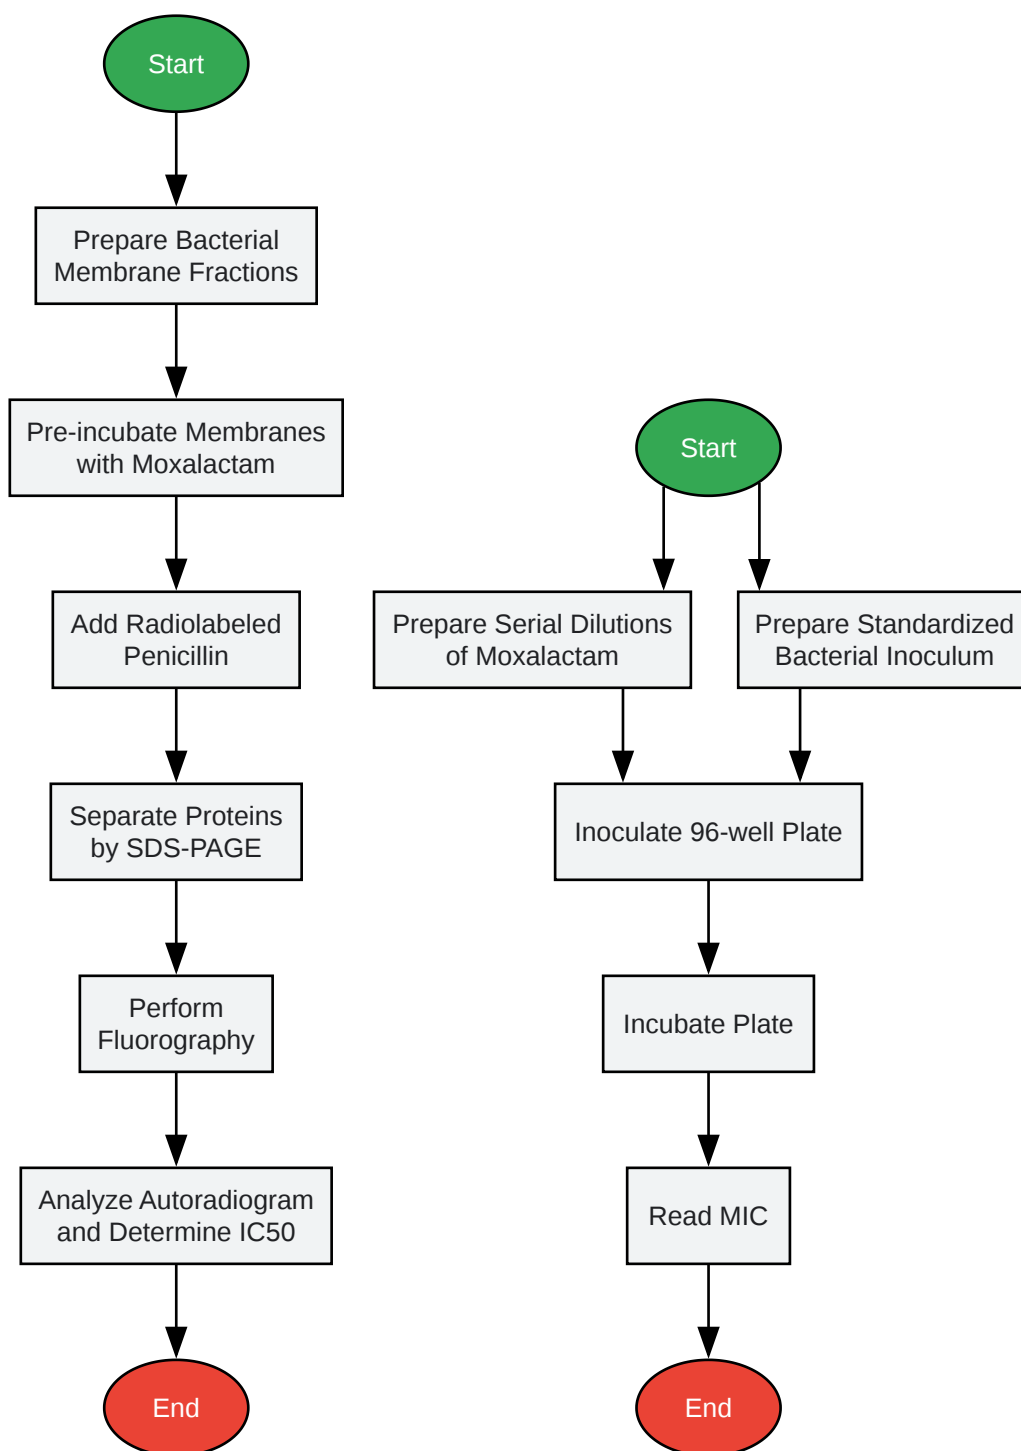 Start
Prepare Bacterial
Membrane Fractions
Pre-incubate Membranes
with Moxalactam
Add Radiolabeled
Penicillin
Separate Proteins
by SDS-PAGE
Perform
Fluorography
Analyze Autoradiogram
and Determine IC50
End
Start
Prepare Serial Dilutions
of Moxalactam
Prepare Standardized
Bacterial Inoculum
Inoculate 96-well Plate
Incubate Plate
Read MIC
End